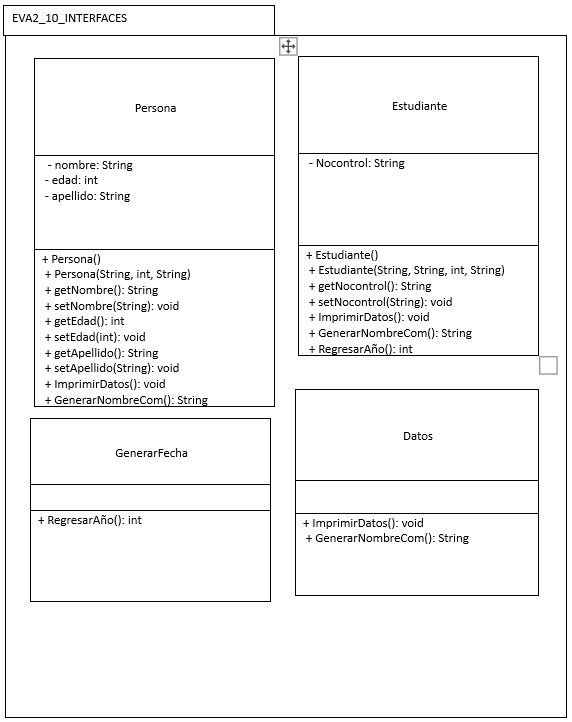 EVA2_10_INTERFACES
Persona
- nombre: String
- edad: int
- apellido: String
+ Persona()
+ Persona(String, int, String)
+ getNombre(): String
+ setNombre(String): void
+ getEdad(): int
+ setEdad(int): void
+ getApellido(): String
+ setApellido(String): void
+ ImprimirDatos(): void
+ GenerarNombreCom(): String
Estudiante
- Nocontrol: String
+ Estudiante()
+ Estudiante(String, String, int, String)
+ getNocontrol(): String
+ setNocontrol(String): void
+ ImprimirDatos(): void
+ GenerarNombreCom(): String
+ RegresarAño(): int
GenerarFecha
+ RegresarAño(): int
Datos
+ ImprimirDatos(): void
+ GenerarNombreCom(): String